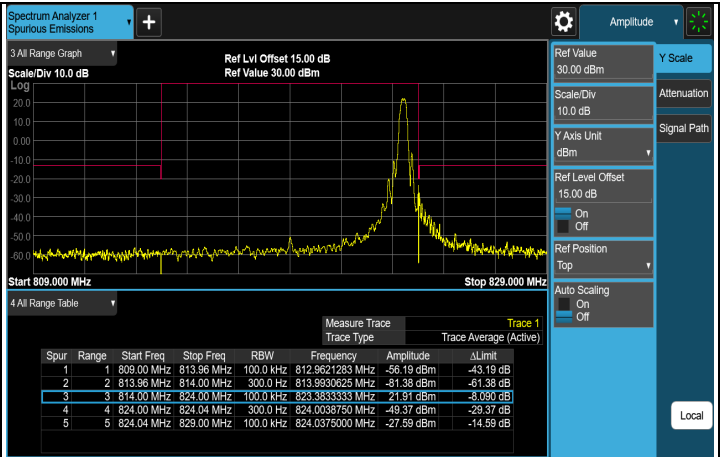 Spectrum Analyzer 1
Spurious Emissions
Amplitude
3 All Range Graph
Ref Lvl Offset 15.00 dB
Scale/Div 10.0 dB
Ref Value 30.00 dBm
Log
20.0
10.0
0.00
-10.0
-20.0
-30.0
-40.0
-50.0
-60.0
Start 809.000 MHz
Stop 829.000 MHz
4 All Range Table
Measure Trace Trace 1
Trace Type Trace Average (Active)
Spur Range Start Freq Stop Freq RBW Frequency Amplitude ΔLimit
1 1 809.00 MHz 813.96 MHz 100.0 kHz 812.9621283 MHz -56.19 dBm -43.19 dB
2 2 813.96 MHz 814.00 MHz 300.0 Hz 813.9930625 MHz -81.38 dBm -61.38 dB
3 3 814.00 MHz 824.00 MHz 100.0 kHz 823.3833333 MHz 21.91 dBm -8.090 dB
4 4 824.00 MHz 824.04 MHz 300.0 Hz 824.0038750 MHz -49.37 dBm -29.37 dB
5 5 824.04 MHz 829.00 MHz 100.0 kHz 824.0375000 MHz -27.59 dBm -14.59 dB
Ref Value
30.00 dBm
Scale/Div
10.0 dB
Y Axis Unit
dBm
Ref Level Offset
15.00 dB
On
Off
Ref Position
Top
Auto Scaling
On
Off
Y Scale
Attenuation
Signal Path
Local